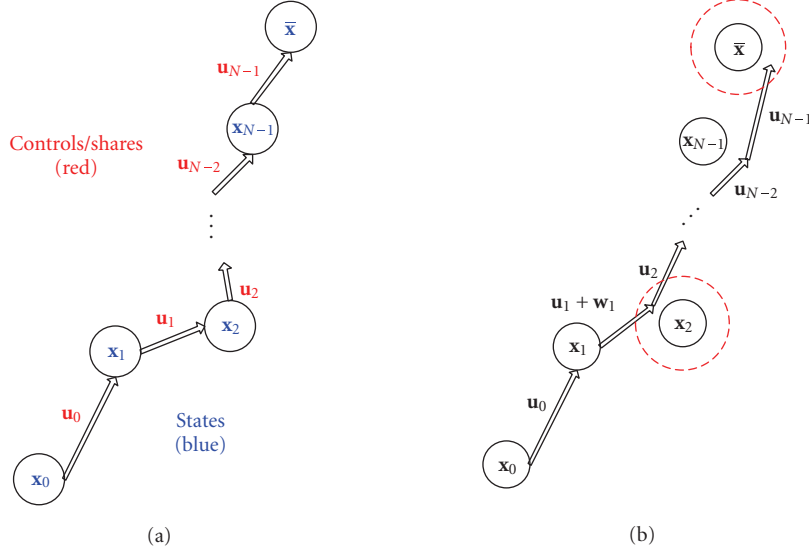 x̄
u_{N−1}
x_{N−1}
Controls/shares
(red)
u_{N−2}
...
u_2
u_1
x_2
x_1
u_0
States
(blue)
x_0
(a)
x̄
u_{N−1}
x_{N−1}
u_{N−2}
...
u_2
u_1 + w_1
x_2
x_1
u_0
x_0
(b)